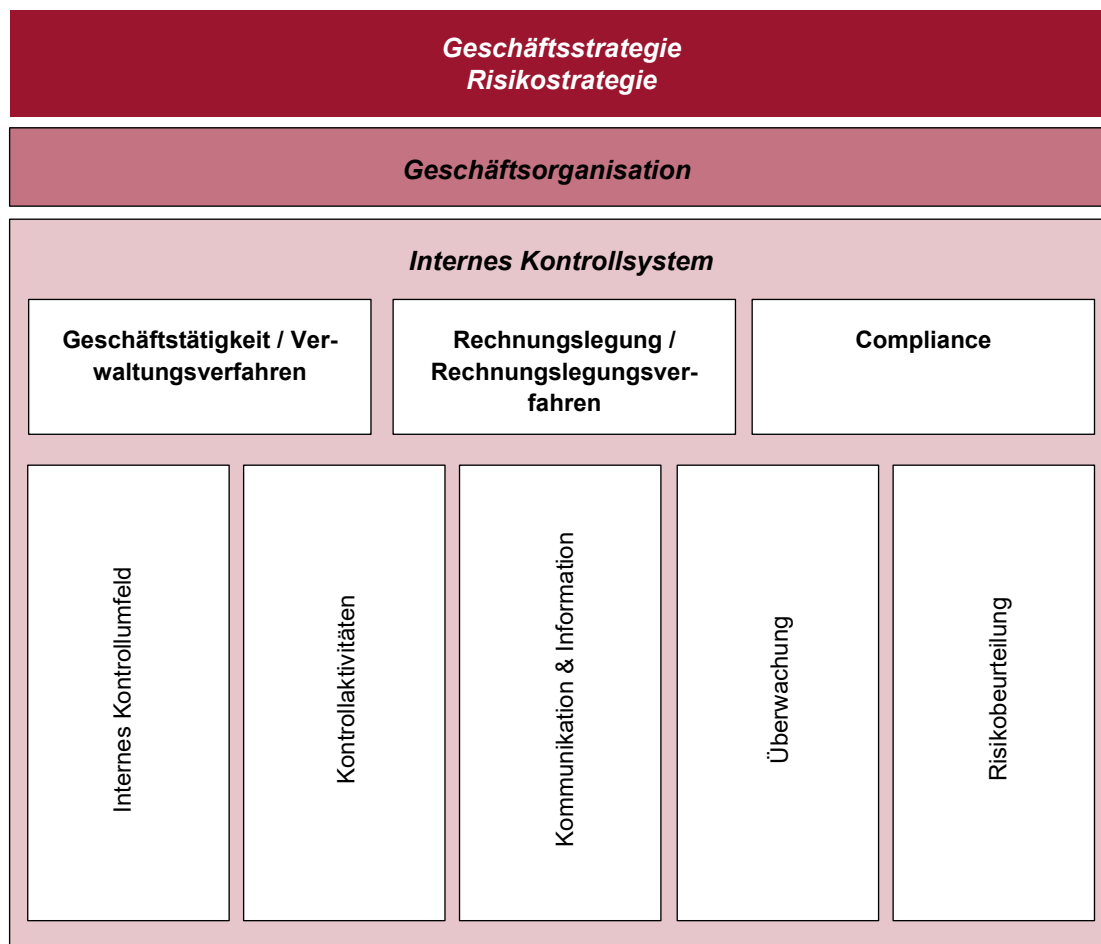 Geschäftsstrategie
Risikostrategie
Geschäftsorganisation
Internes Kontrollsystem
Geschäftstätigkeit / Ver-
waltungsverfahren
Rechnungslegung /
Rechnungslegungsver-
fahren
Compliance
Internes Kontrollumfeld
Kontrollaktivitäten
Kommunikation & Information
Überwachung
Risikobeurteilung